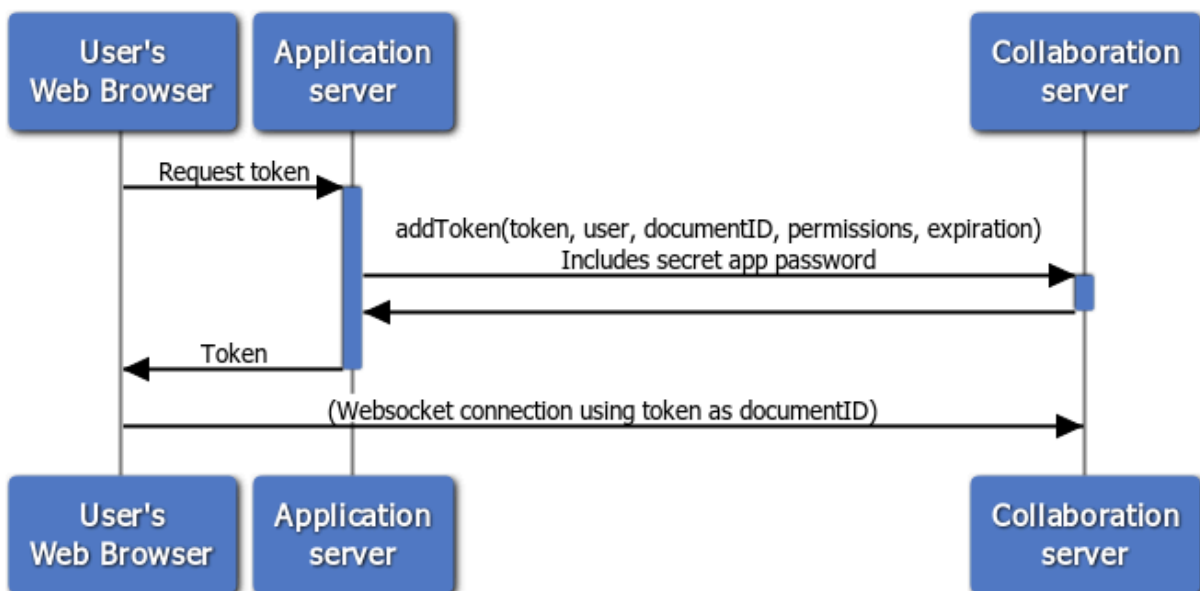 User's
Web Browser
Application
server
Collaboration
server
Request token
addToken(token, user, documentID, permissions, expiration)
Includes secret app password
Token
(Websocket connection using token as documentID)
User's
Web Browser
Application
server
Collaboration
server